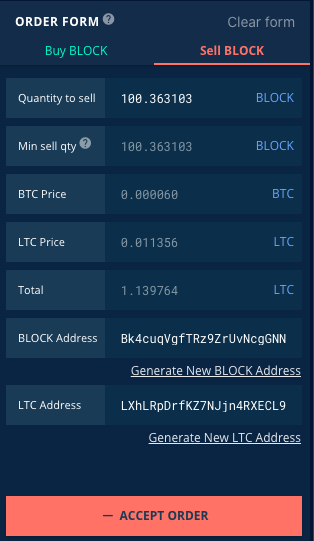 ORDER FORM ? Clear form
Buy BLOCK Sell BLOCK
Quantity to sell 100.363103 BLOCK
Min sell qty ? 100.363103 BLOCK
BTC Price 0.000060 BTC
LTC Price 0.011356 LTC
Total 1.139764 LTC
BLOCK Address Bk4cuqVgfTRz9ZrUvNcgGNN
Generate New BLOCK Address
LTC Address LXhLRpDrfKZ7NJjn4RXECL9
Generate New LTC Address
— ACCEPT ORDER